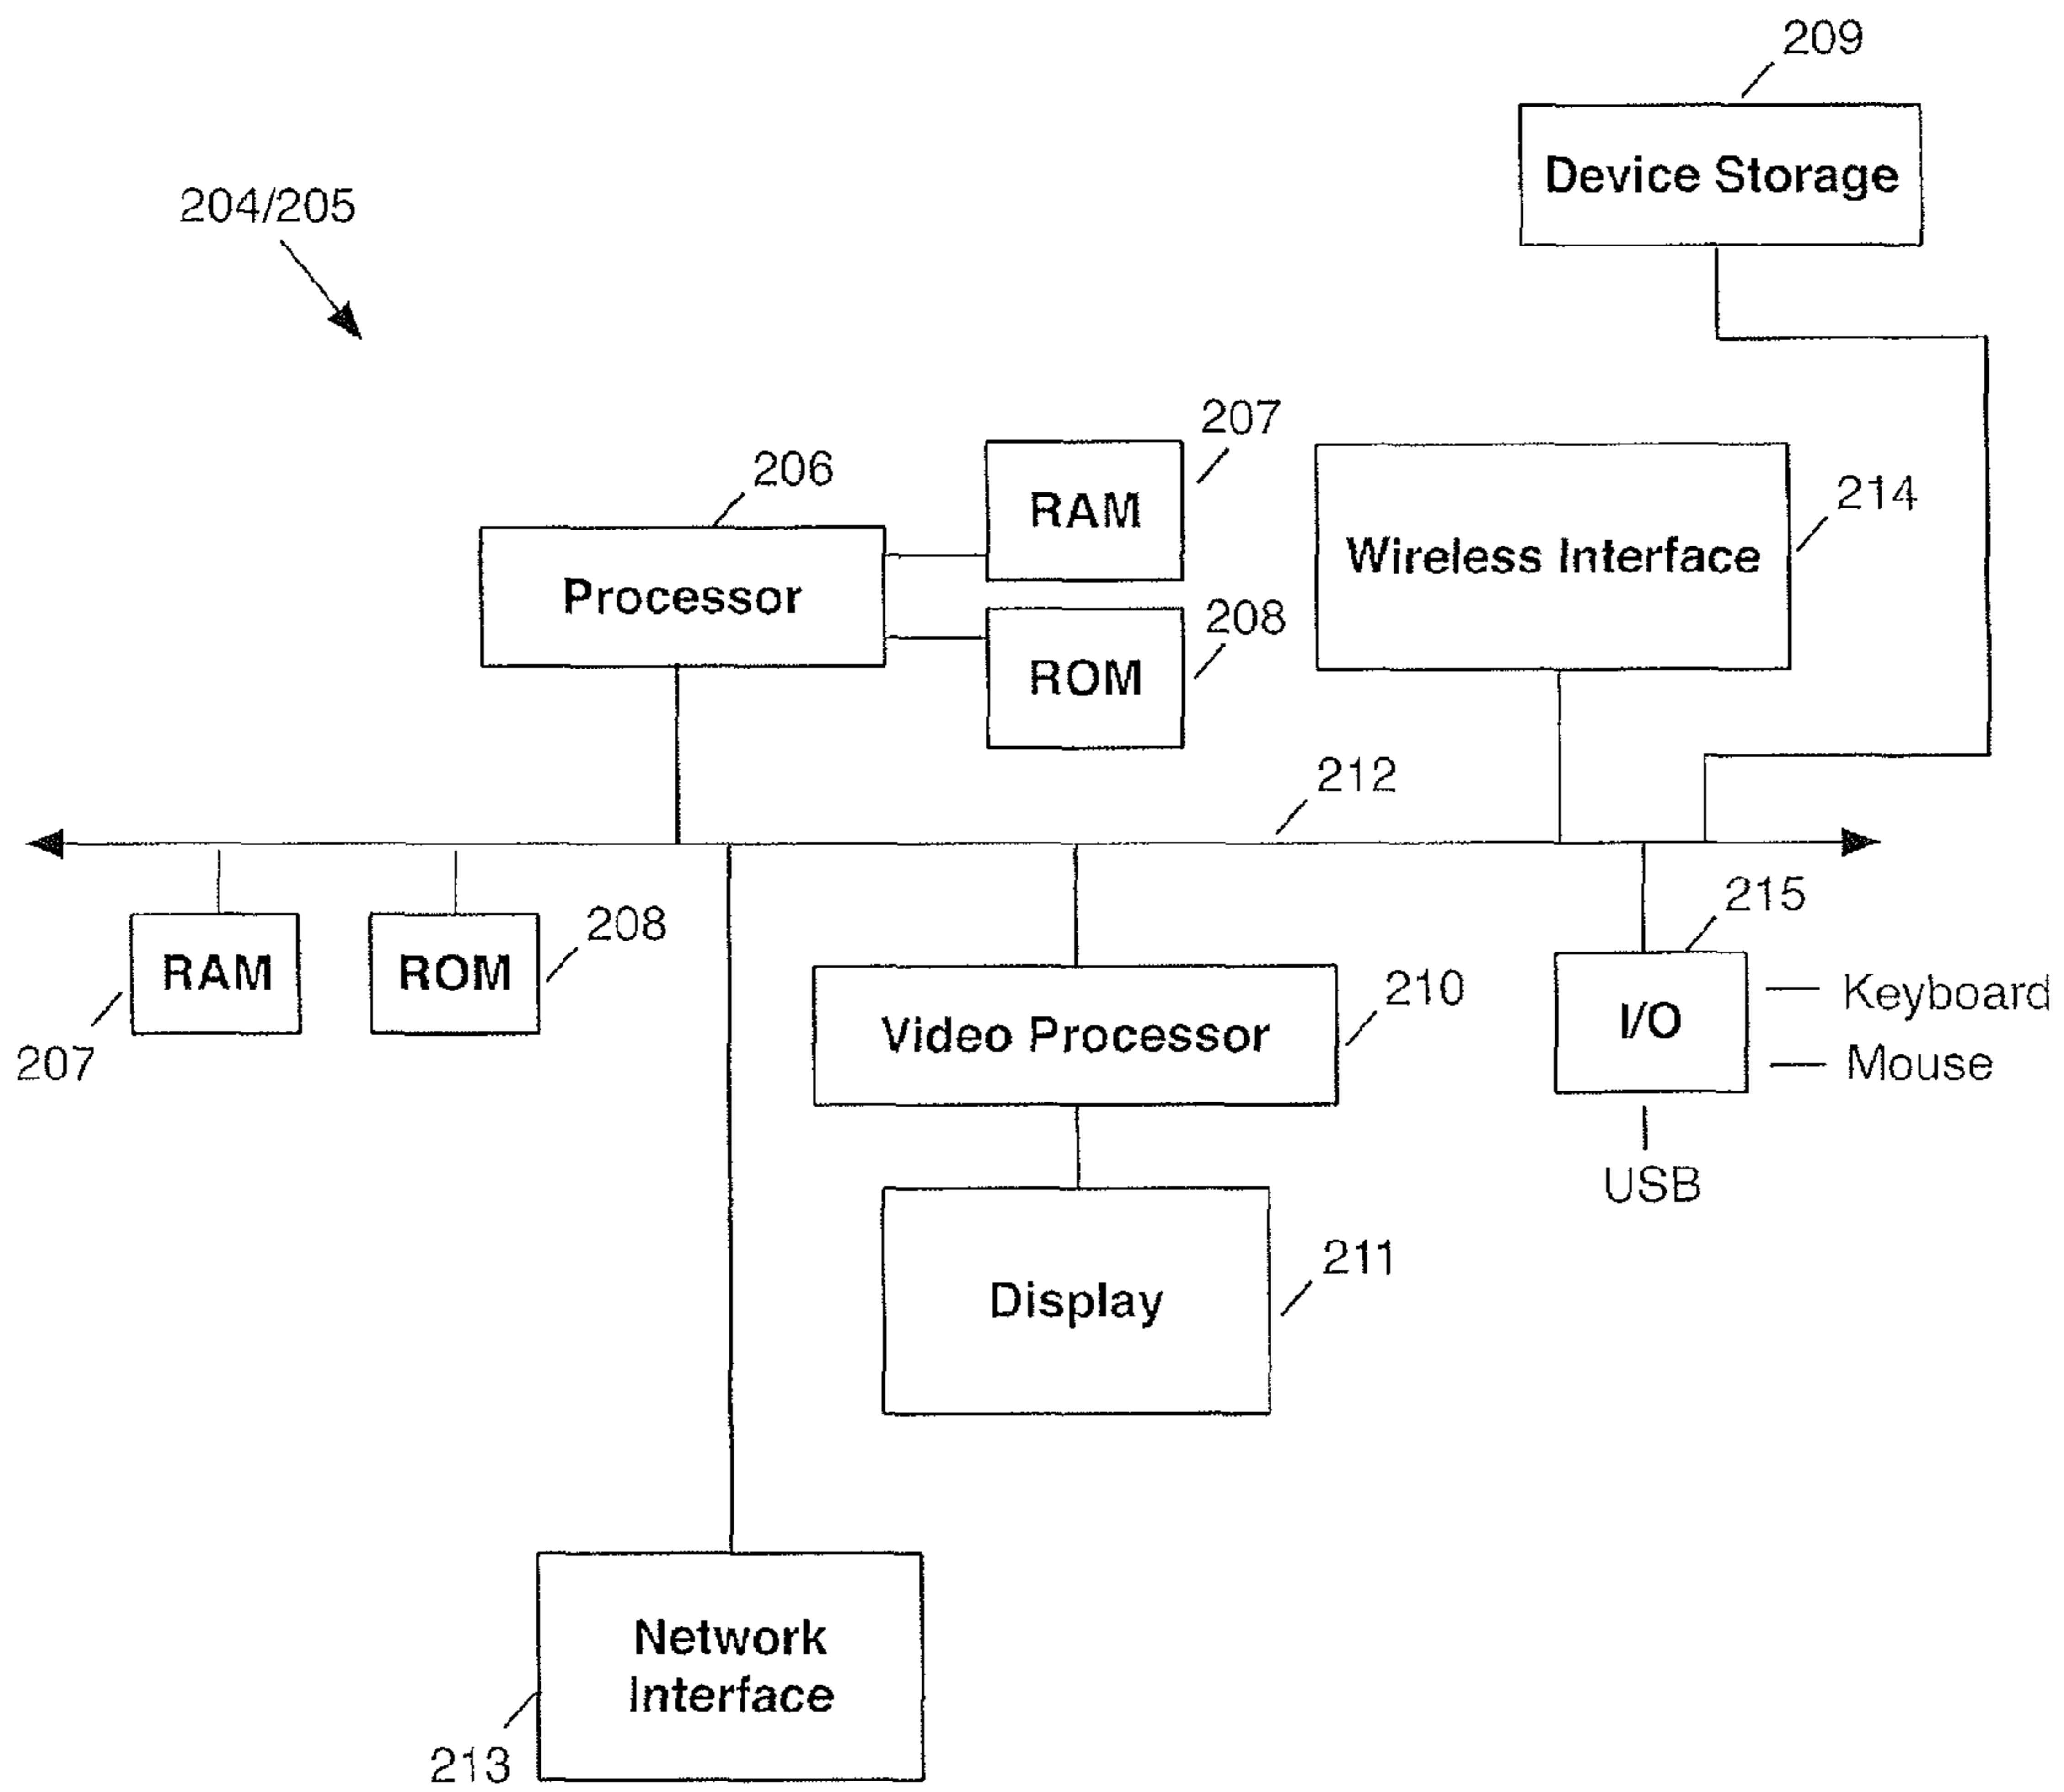 209
Device Storage
204/205
207
206
RAM
214
Wireless Interface
Processor
208
ROM
212
215
208
RAM
ROM
210
Keyboard
Video Processor
I/O
207
Mouse
USB
211
Display
Network
Interface
213